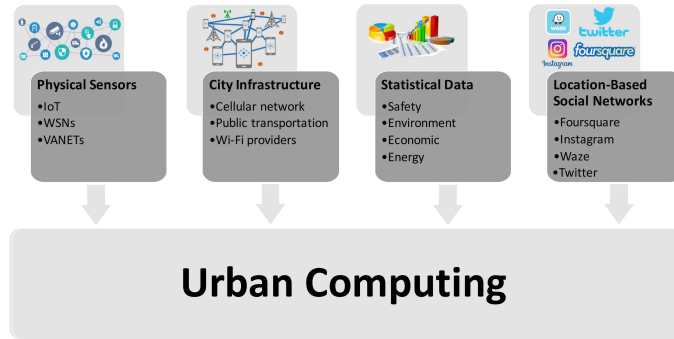 waze
twitter
Instagram
foursquare
Physical Sensors
•IoT
•WSNs
•VANETs
City Infrastructure
•Cellular network
•Public transportation
•Wi-Fi providers
Statistical Data
•Safety
•Environment
•Economic
•Energy
Location-Based
Social Networks
•Foursquare
•Instagram
•Waze
•Twitter
Urban Computing